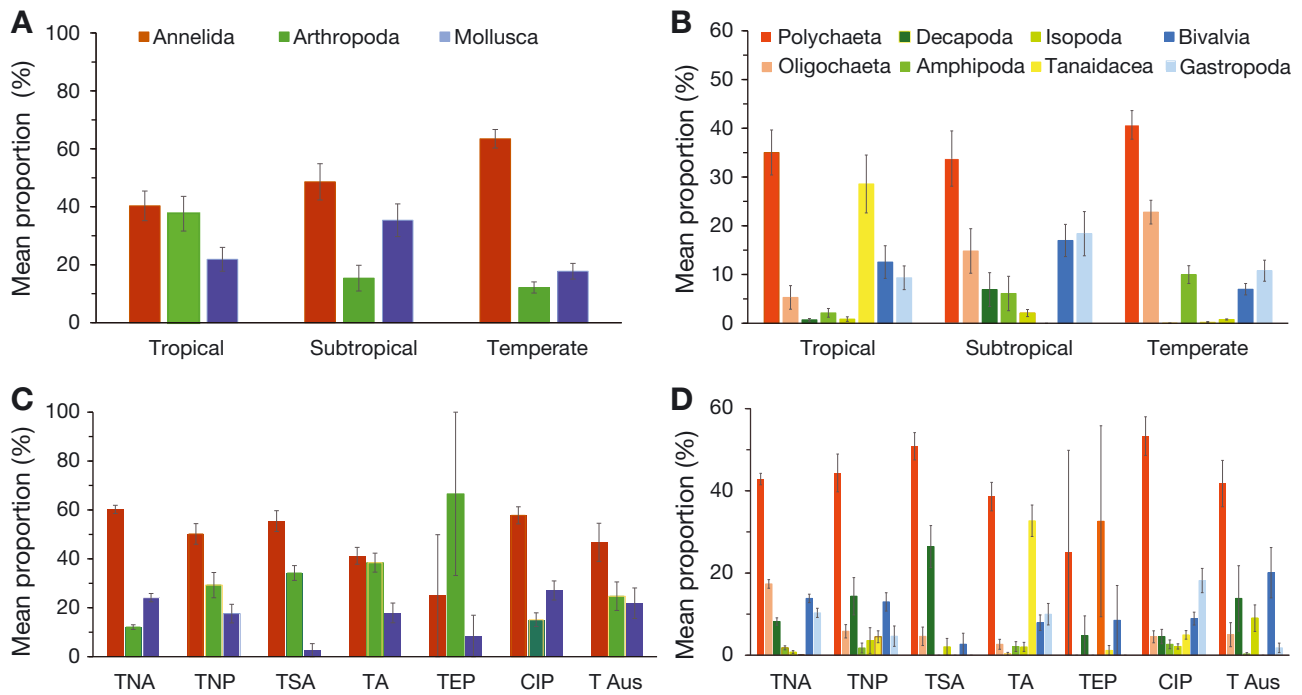 A
Annelida Arthropoda Mollusca
Mean proportion (%)
100
80
60
40
20
0
Tropical Subtropical Temperate
B
Polychaeta Decapoda Isopoda Bivalvia
Oligochaeta Amphipoda Tanaidacea Gastropoda
Mean proportion (%)
60
50
40
30
20
10
0
Tropical Subtropical Temperate
C
Mean proportion (%)
100
80
60
40
20
0
TNA TNP TSA TA TEP CIP T Aus
D
Mean proportion (%)
60
40
20
0
TNA TNP TSA TA TEP CIP T Aus